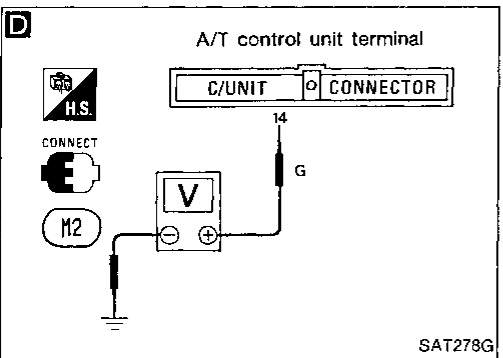 D
A/T control unit terminal
H.S.
C/UNIT CONNECTOR
CONNECT
14
G
V
M2
− +
SAT278G